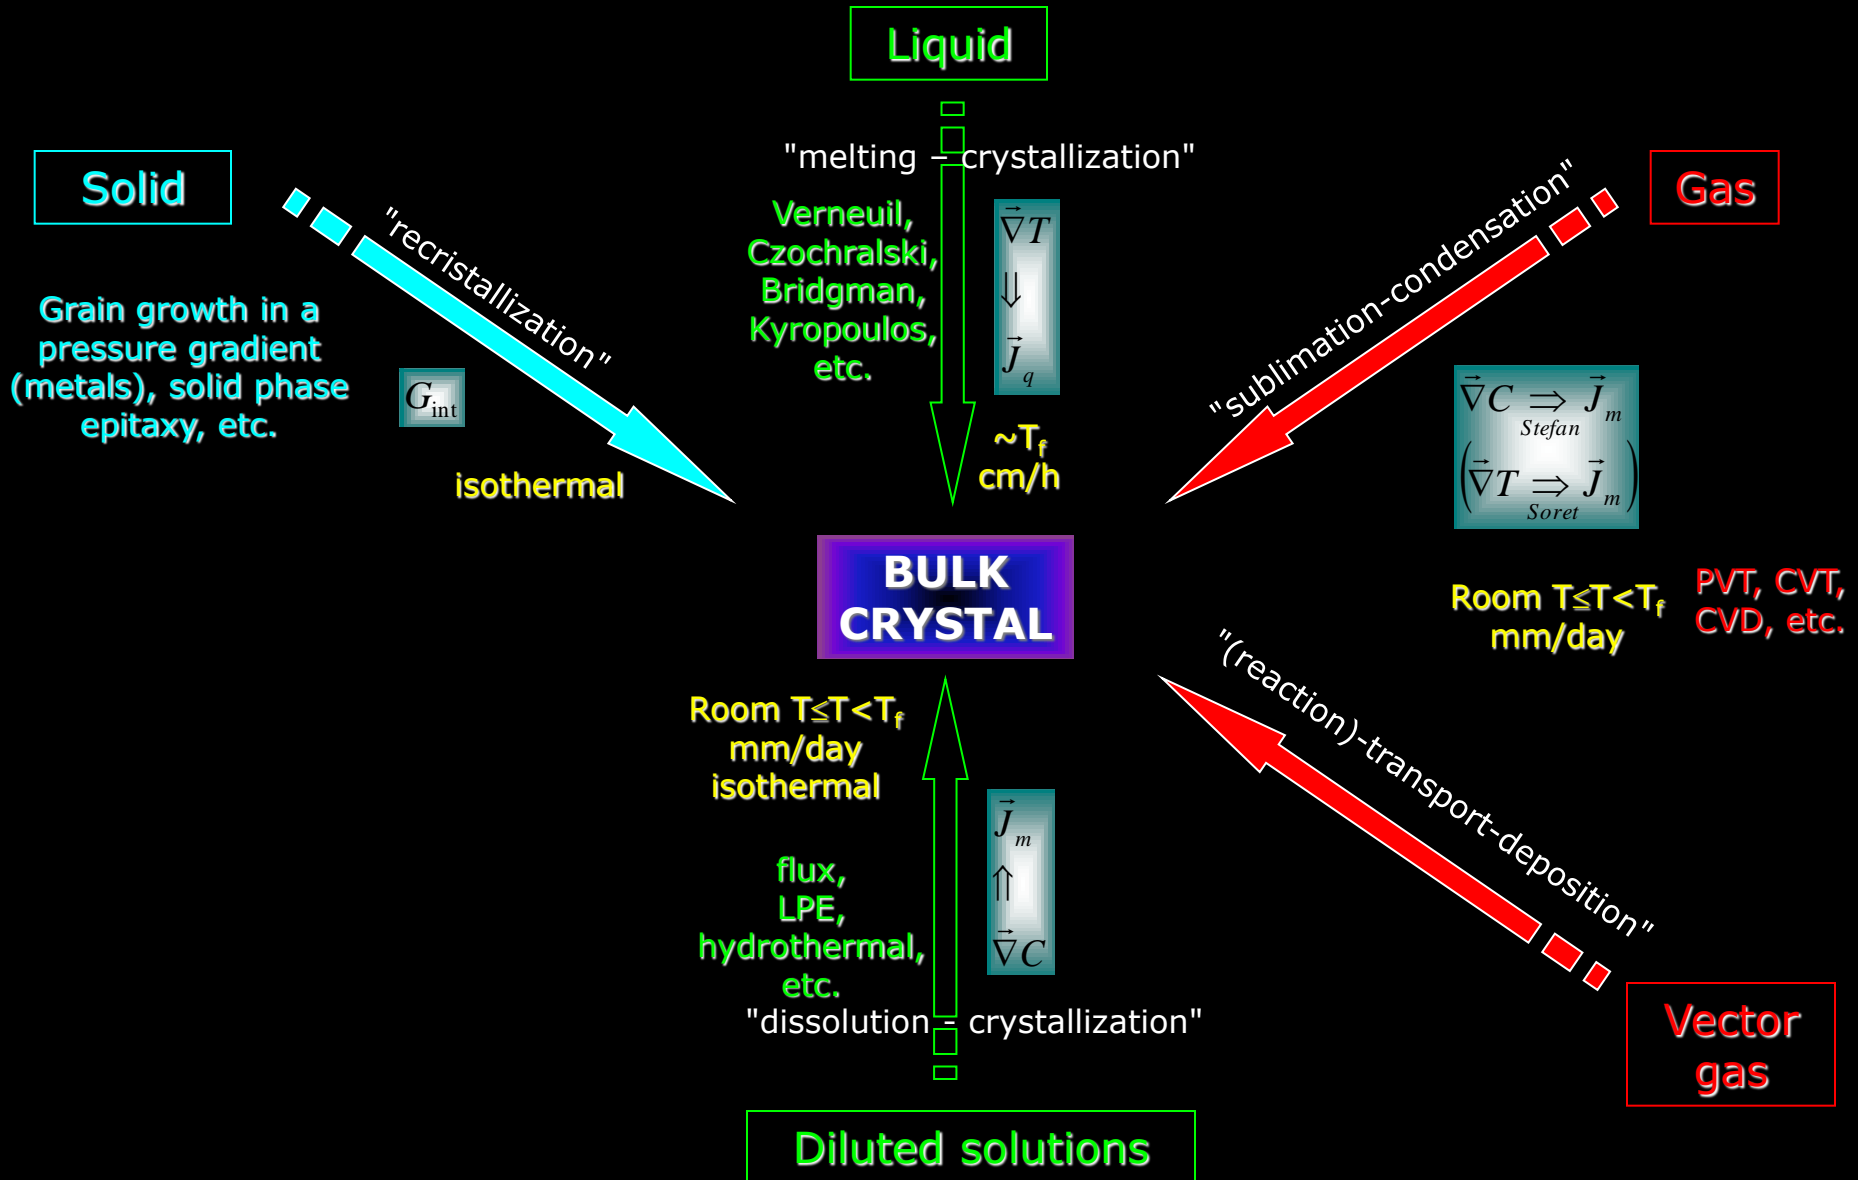 Liquid
"melting – crystallization"
Verneuil,
Czochralski,
Bridgman,
Kyropoulos,
etc.
∇⃗T
⇓
J⃗q
~Tf
cm/h
Solid
"recristallization"
Grain growth in a
pressure gradient
(metals), solid phase
epitaxy, etc.
Gint
isothermal
Gas
"sublimation-condensation"
∇⃗C ⇒ J⃗m
Stefan
(∇⃗T ⇒ J⃗m)
Soret
Room T≤T<Tf
mm/day
PVT, CVT,
CVD, etc.
BULK
CRYSTAL
"(reaction)-transport-deposition"
Vector
gas
Room T≤T<Tf
mm/day
isothermal
J⃗m
⇑
∇⃗C
flux,
LPE,
hydrothermal,
etc.
"dissolution – crystallization"
Diluted solutions